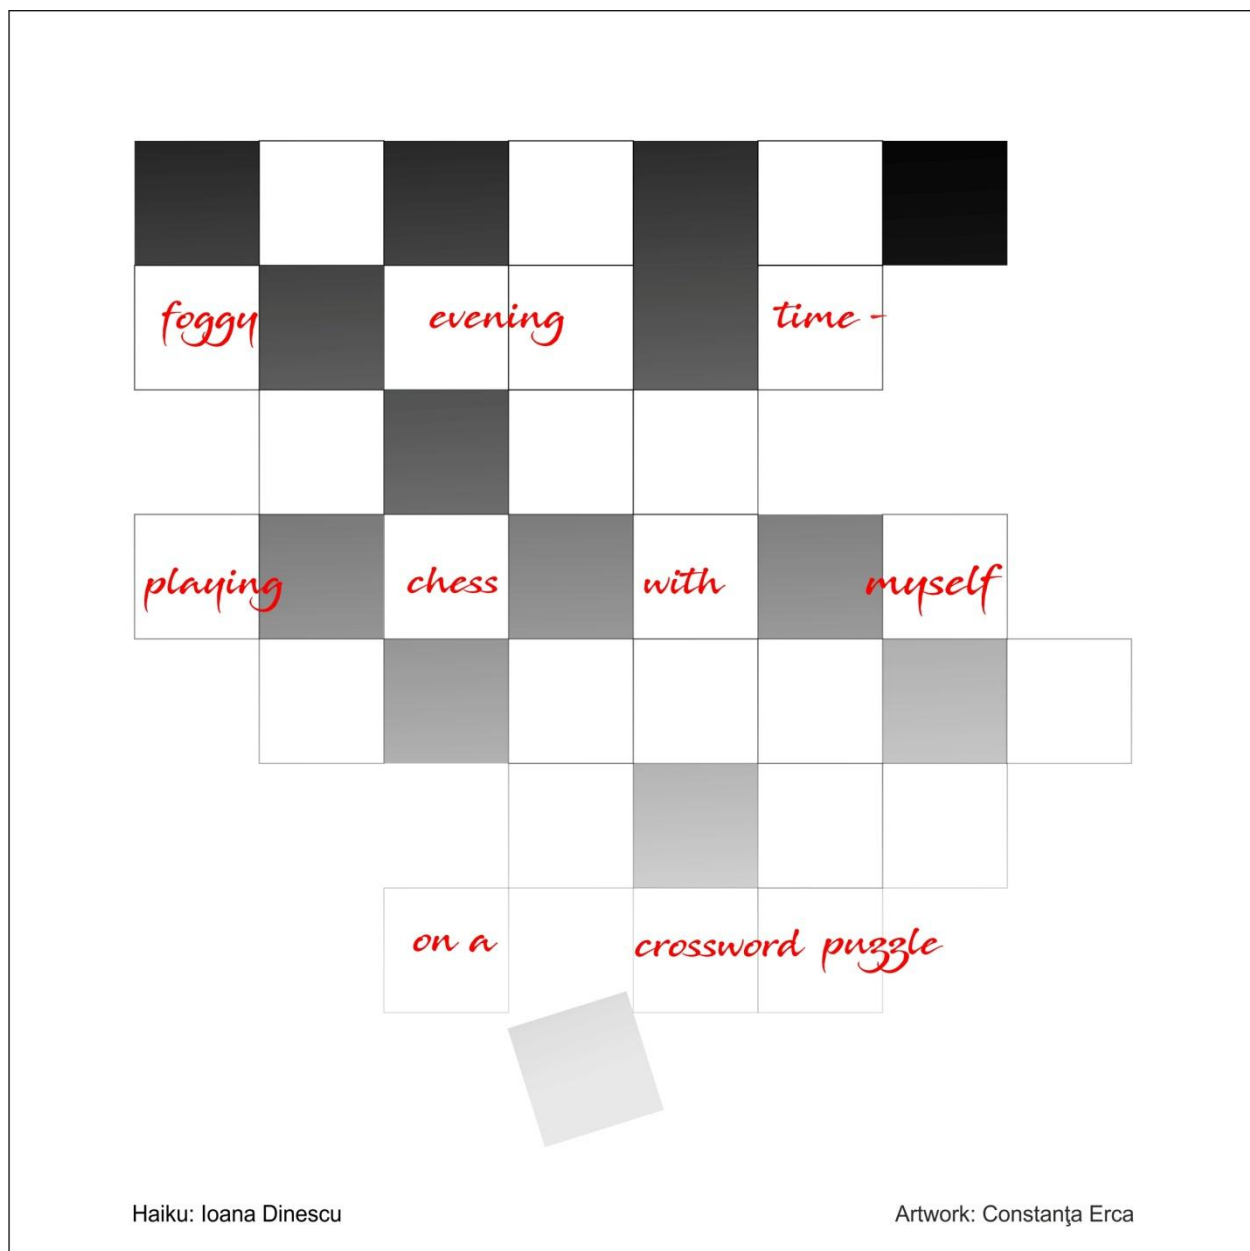 foggy evening time -
playing chess with myself
on a crossword puzzle
Haiku: Ioana Dinescu
Artwork: Constanţa Erca